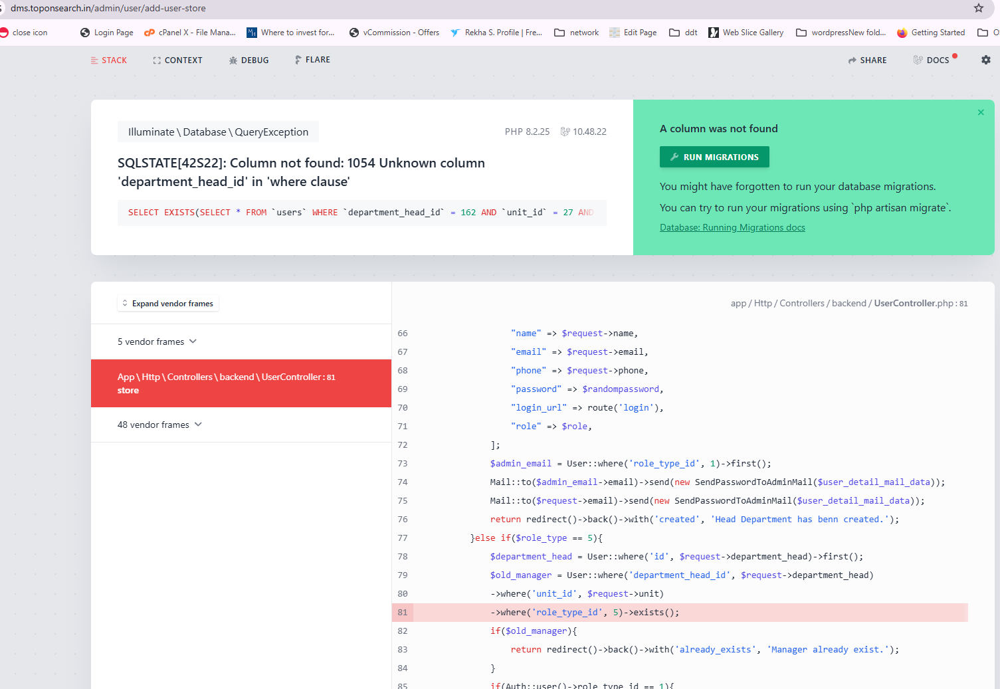 dms.toponsearch.in/admin/user/add-user-store
close icon
Login Page
cPanel X - File Mana...
Where to invest for...
vCommission - Offers
Rekha S. Profile | Fre...
network
Edit Page
ddt
Web Slice Gallery
wordpressNew fold...
Getting Started
STACK
CONTEXT
DEBUG
FLARE
SHARE
DOCS
Illuminate \ Database \ QueryException
PHP 8.2.25
10.48.22
SQLSTATE[42S22]: Column not found: 1054 Unknown column
'department_head_id' in 'where clause'
SELECT EXISTS(SELECT * FROM `users` WHERE `department_head_id` = 162 AND `unit_id` = 27 AND
A column was not found
RUN MIGRATIONS
You might have forgotten to run your database migrations.
You can try to run your migrations using `php artisan migrate`.
Database: Running Migrations docs
Expand vendor frames
5 vendor frames
App \ Http \ Controllers \ backend \ UserController : 81
store
48 vendor frames
app / Http / Controllers / backend / UserController.php : 81
66 "name" => $request->name,
67 "email" => $request->email,
68 "phone" => $request->phone,
69 "password" => $randompassword,
70 "login_url" => route('login'),
71 "role" => $role,
72 ];
73 $admin_email = User::where('role_type_id', 1)->first();
74 Mail::to($admin_email->email)->send(new SendPasswordToAdminMail($user_detail_mail_data));
75 Mail::to($request->email)->send(new SendPasswordToAdminMail($user_detail_mail_data));
76 return redirect()->back()->with('created', 'Head Department has benn created.');
77 }else if($role_type == 5){
78 $department_head = User::where('id', $request->department_head)->first();
79 $old_manager = User::where('department_head_id', $request->department_head)
80 ->where('unit_id', $request->unit)
81 ->where('role_type_id', 5)->exists();
82 if($old_manager){
83 return redirect()->back()->with('already_exists', 'Manager already exist.');
84 }
85 if(Auth::user()->role_type_id == 1){